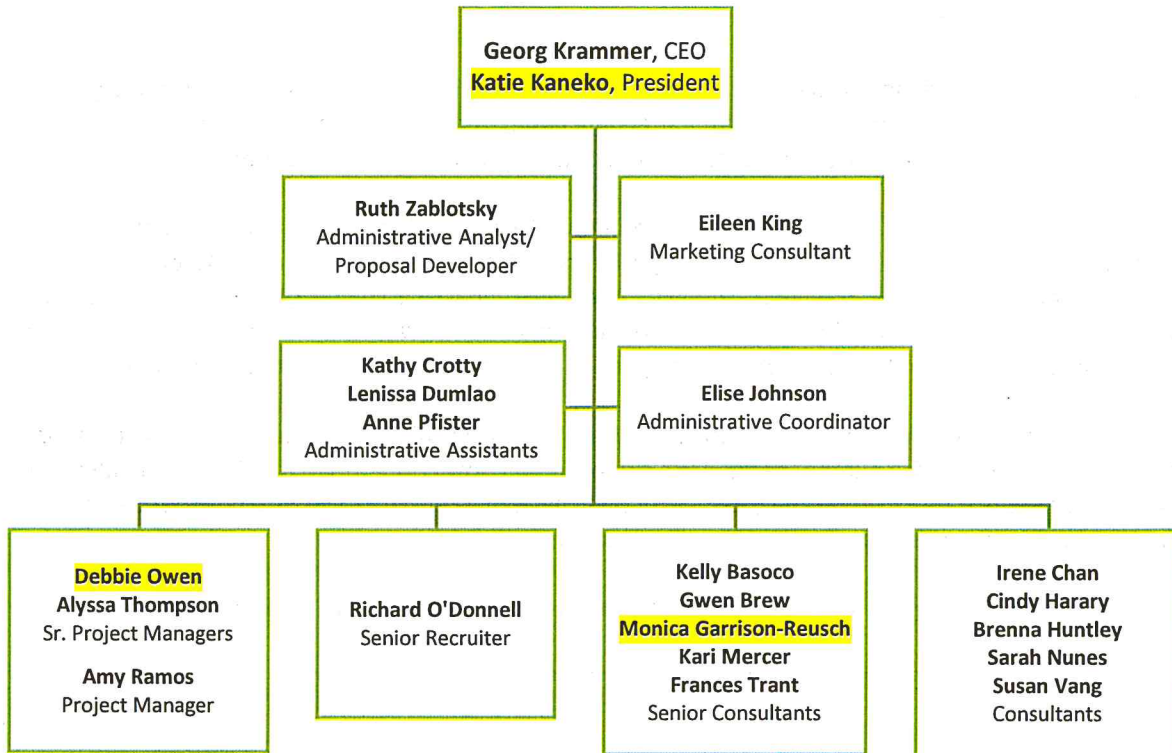 Georg Krammer, CEO
Katie Kaneko, President
Ruth Zablotsky
Administrative Analyst/
Proposal Developer
Eileen King
Marketing Consultant
Kathy Crotty
Lenissa Dumlao
Anne Pfister
Administrative Assistants
Elise Johnson
Administrative Coordinator
Debbie Owen
Alyssa Thompson
Sr. Project Managers
Amy Ramos
Project Manager
Richard O'Donnell
Senior Recruiter
Kelly Basoco
Gwen Brew
Monica Garrison-Reusch
Kari Mercer
Frances Trant
Senior Consultants
Irene Chan
Cindy Harary
Brenna Huntley
Sarah Nunes
Susan Vang
Consultants